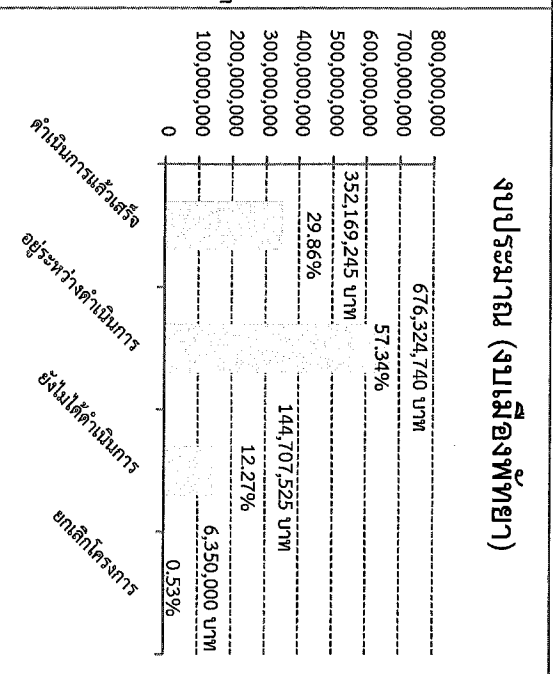 งบประมาณ (งบเมืองพัทยา)
800,000,000
700,000,000
600,000,000
500,000,000
400,000,000
300,000,000
200,000,000
100,000,000
0
352,169,245 บาท
29.86%
676,324,740 บาท
57.34%
144,707,525 บาท
12.27%
6,350,000 บาท
0.53%
ดำเนินการแล้วเสร็จ
อยู่ระหว่างดำเนินการ
ยังไม่ได้ดำเนินการ
ยกเลิกโครงการ